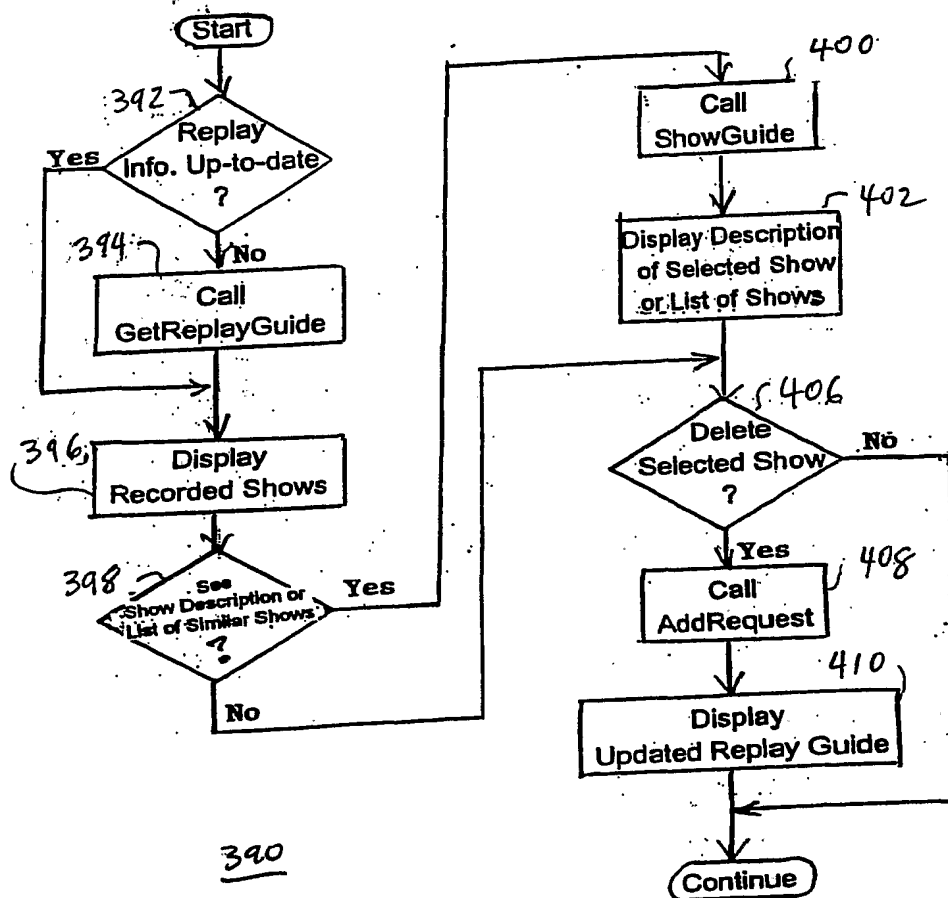 Start
392
Replay
Info. Up-to-date
?
Yes
No
394
Call
GetReplayGuide
396
Display
Recorded Shows
398
See
Show Description or
List of Similar Shows
?
Yes
No
400
Call
ShowGuide
402
Display Description
of Selected Show
or List of Shows
406
Delete
Selected Show
?
No
Yes
408
Call
AddRequest
410
Display
Updated Replay Guide
Continue
390